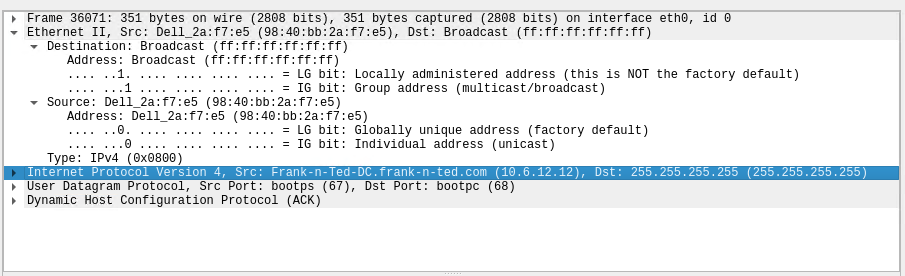 Frame 36071: 351 bytes on wire (2808 bits), 351 bytes captured (2808 bits) on interface eth0, id 0
Ethernet II, Src: Dell_2a:f7:e5 (98:40:bb:2a:f7:e5), Dst: Broadcast (ff:ff:ff:ff:ff:ff)
Destination: Broadcast (ff:ff:ff:ff:ff:ff)
Address: Broadcast (ff:ff:ff:ff:ff:ff)
.... ..1. .... .... .... .... = LG bit: Locally administered address (this is NOT the factory default)
.... ...1 .... .... .... .... = IG bit: Group address (multicast/broadcast)
Source: Dell_2a:f7:e5 (98:40:bb:2a:f7:e5)
Address: Dell_2a:f7:e5 (98:40:bb:2a:f7:e5)
.... ..0. .... .... .... .... = LG bit: Globally unique address (factory default)
.... ...0 .... .... .... .... = IG bit: Individual address (unicast)
Type: IPv4 (0x0800)
Internet Protocol Version 4, Src: Frank-n-Ted-DC.frank-n-ted.com (10.6.12.12), Dst: 255.255.255.255 (255.255.255.255)
User Datagram Protocol, Src Port: bootps (67), Dst Port: bootpc (68)
Dynamic Host Configuration Protocol (ACK)